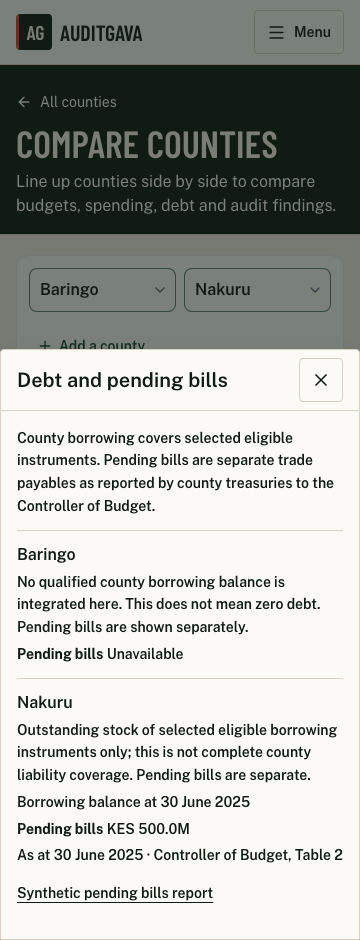 AG AUDITGAVA
Menu
All counties
COMPARE COUNTIES
Line up counties side by side to compare
budgets, spending, debt and audit findings.
Baringo
Nakuru
Add a county
Debt and pending bills
County borrowing covers selected eligible
instruments. Pending bills are separate trade
payables as reported by county treasuries to the
Controller of Budget.
Baringo
No qualified county borrowing balance is
integrated here. This does not mean zero debt.
Pending bills are shown separately.
Pending bills Unavailable
Nakuru
Outstanding stock of selected eligible borrowing
instruments only; this is not complete county
liability coverage. Pending bills are separate.
Borrowing balance at 30 June 2025
Pending bills KES 500.0M
As at 30 June 2025 · Controller of Budget, Table 2
Synthetic pending bills report